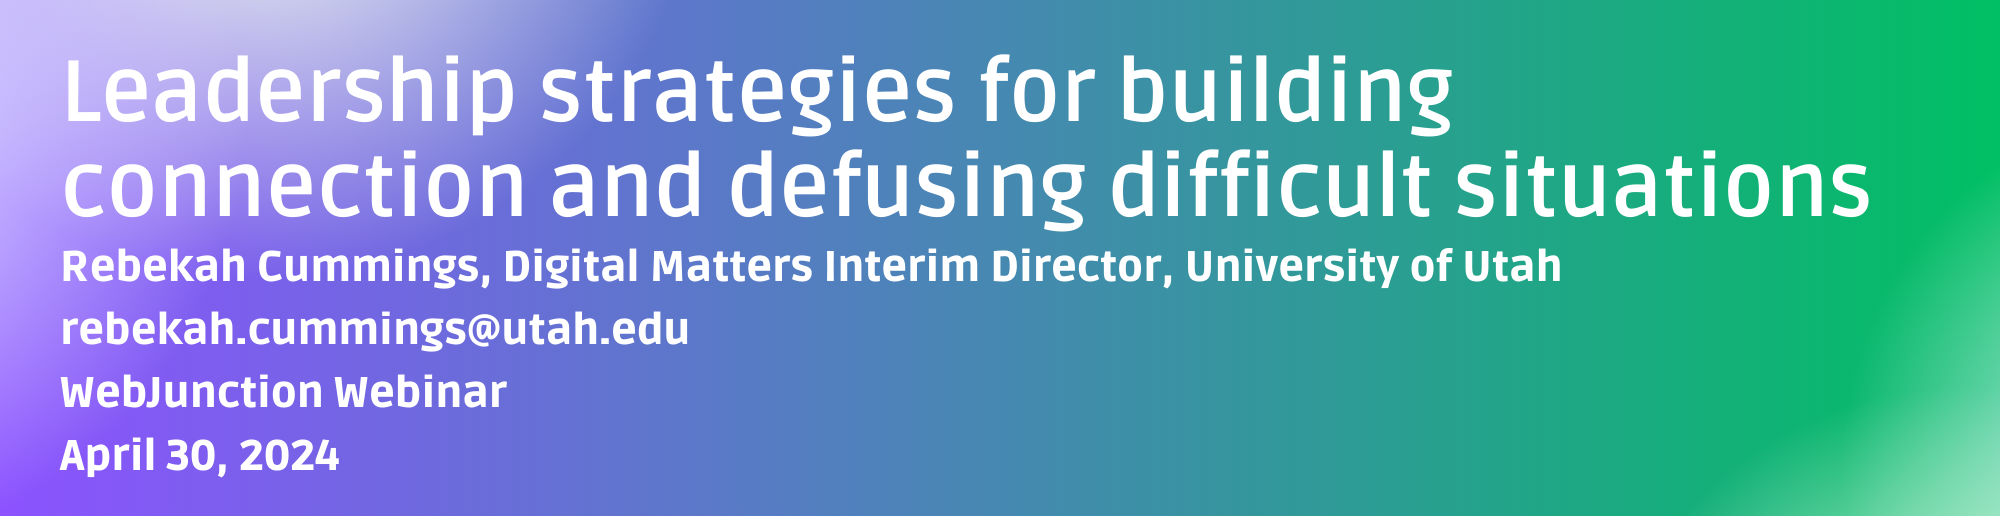 Leadership strategies for building
connection and defusing difficult situations
Rebekah Cummings, Digital Matters Interim Director, University of Utah
rebekah.cummings@utah.edu
WebJunction Webinar
April 30, 2024